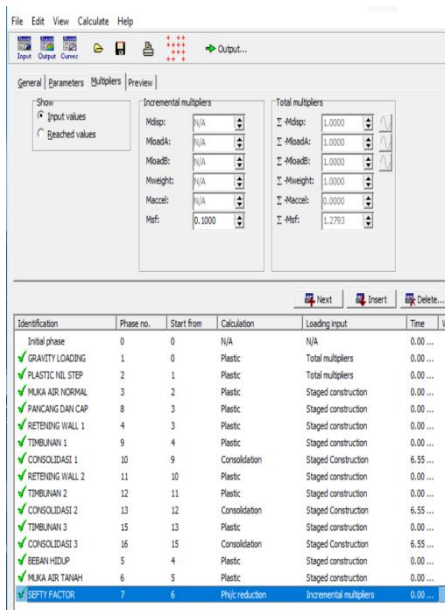 File Edit View Calculate Help
Input Output Curves Output...
General Parameters Multipliers Preview
Show
Input values
Reached values
Incremental multipliers
Mdisp: N/A
MloadA: N/A
MloadB: N/A
Mweight: N/A
Maccel: N/A
Msf: 0.1000
Total multipliers
Σ -Mdisp: 1.0000
Σ -MloadA: 1.0000
Σ -MloadB: 1.0000
Σ -Mweight: 1.0000
Σ -Maccel: 0.0000
Σ -Msf: 1.2793
Next Insert Delete...
Identification Phase no. Start from Calculation Loading input Time
Initial phase 0 0 N/A N/A 0.00 ...
GRAVITY LOADING 1 0 Plastic Total multipliers 0.00 ...
PLASTIC NIL STEP 2 1 Plastic Total multipliers 0.00 ...
MUKA AIR NORMAL 3 2 Plastic Staged construction 0.00 ...
PANCANG DAN CAP 8 3 Plastic Staged construction 0.00 ...
RETENING WALL 1 4 3 Plastic Staged construction 0.00 ...
TIMBUNAN 1 9 4 Plastic Staged construction 0.00 ...
CONSOLIDASI 1 10 9 Consolidation Staged construction 6.55 ...
RETENING WALL 2 11 10 Plastic Staged construction 0.00 ...
TIMBUNAN 2 12 11 Plastic Staged construction 0.00 ...
CONSOLIDASI 2 13 12 Consolidation Staged construction 6.55 ...
TIMBUNAN 3 15 13 Plastic Staged construction 0.00 ...
CONSOLIDASI 3 16 15 Consolidation Staged construction 6.55 ...
BEBAN HIDUP 5 4 Plastic Staged construction 0.00 ...
MUKA AIR TANAH 6 5 Plastic Staged construction 0.00 ...
SEFTY FACTOR 7 6 Phi/c reduction Incremental multipliers 0.00 ...